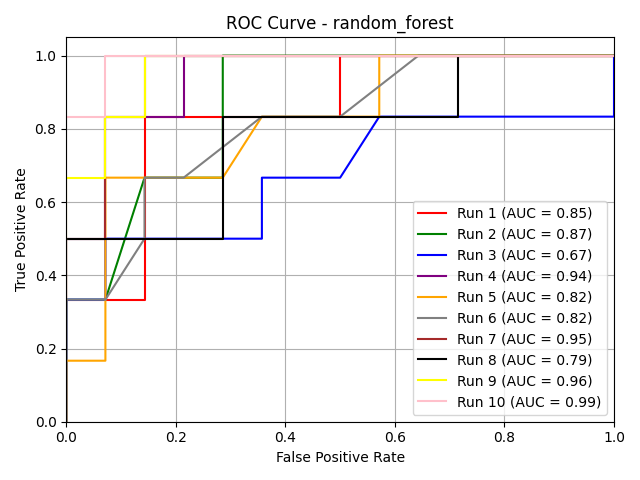 ROC Curve - random_forest
True Positive Rate
1.0
0.8
0.6
0.4
0.2
0.0
Run 1 (AUC = 0.85)
Run 2 (AUC = 0.87)
Run 3 (AUC = 0.67)
Run 4 (AUC = 0.94)
Run 5 (AUC = 0.82)
Run 6 (AUC = 0.82)
Run 7 (AUC = 0.95)
Run 8 (AUC = 0.79)
Run 9 (AUC = 0.96)
Run 10 (AUC = 0.99)
0.0 0.2 0.4 0.6 0.8 1.0
False Positive Rate